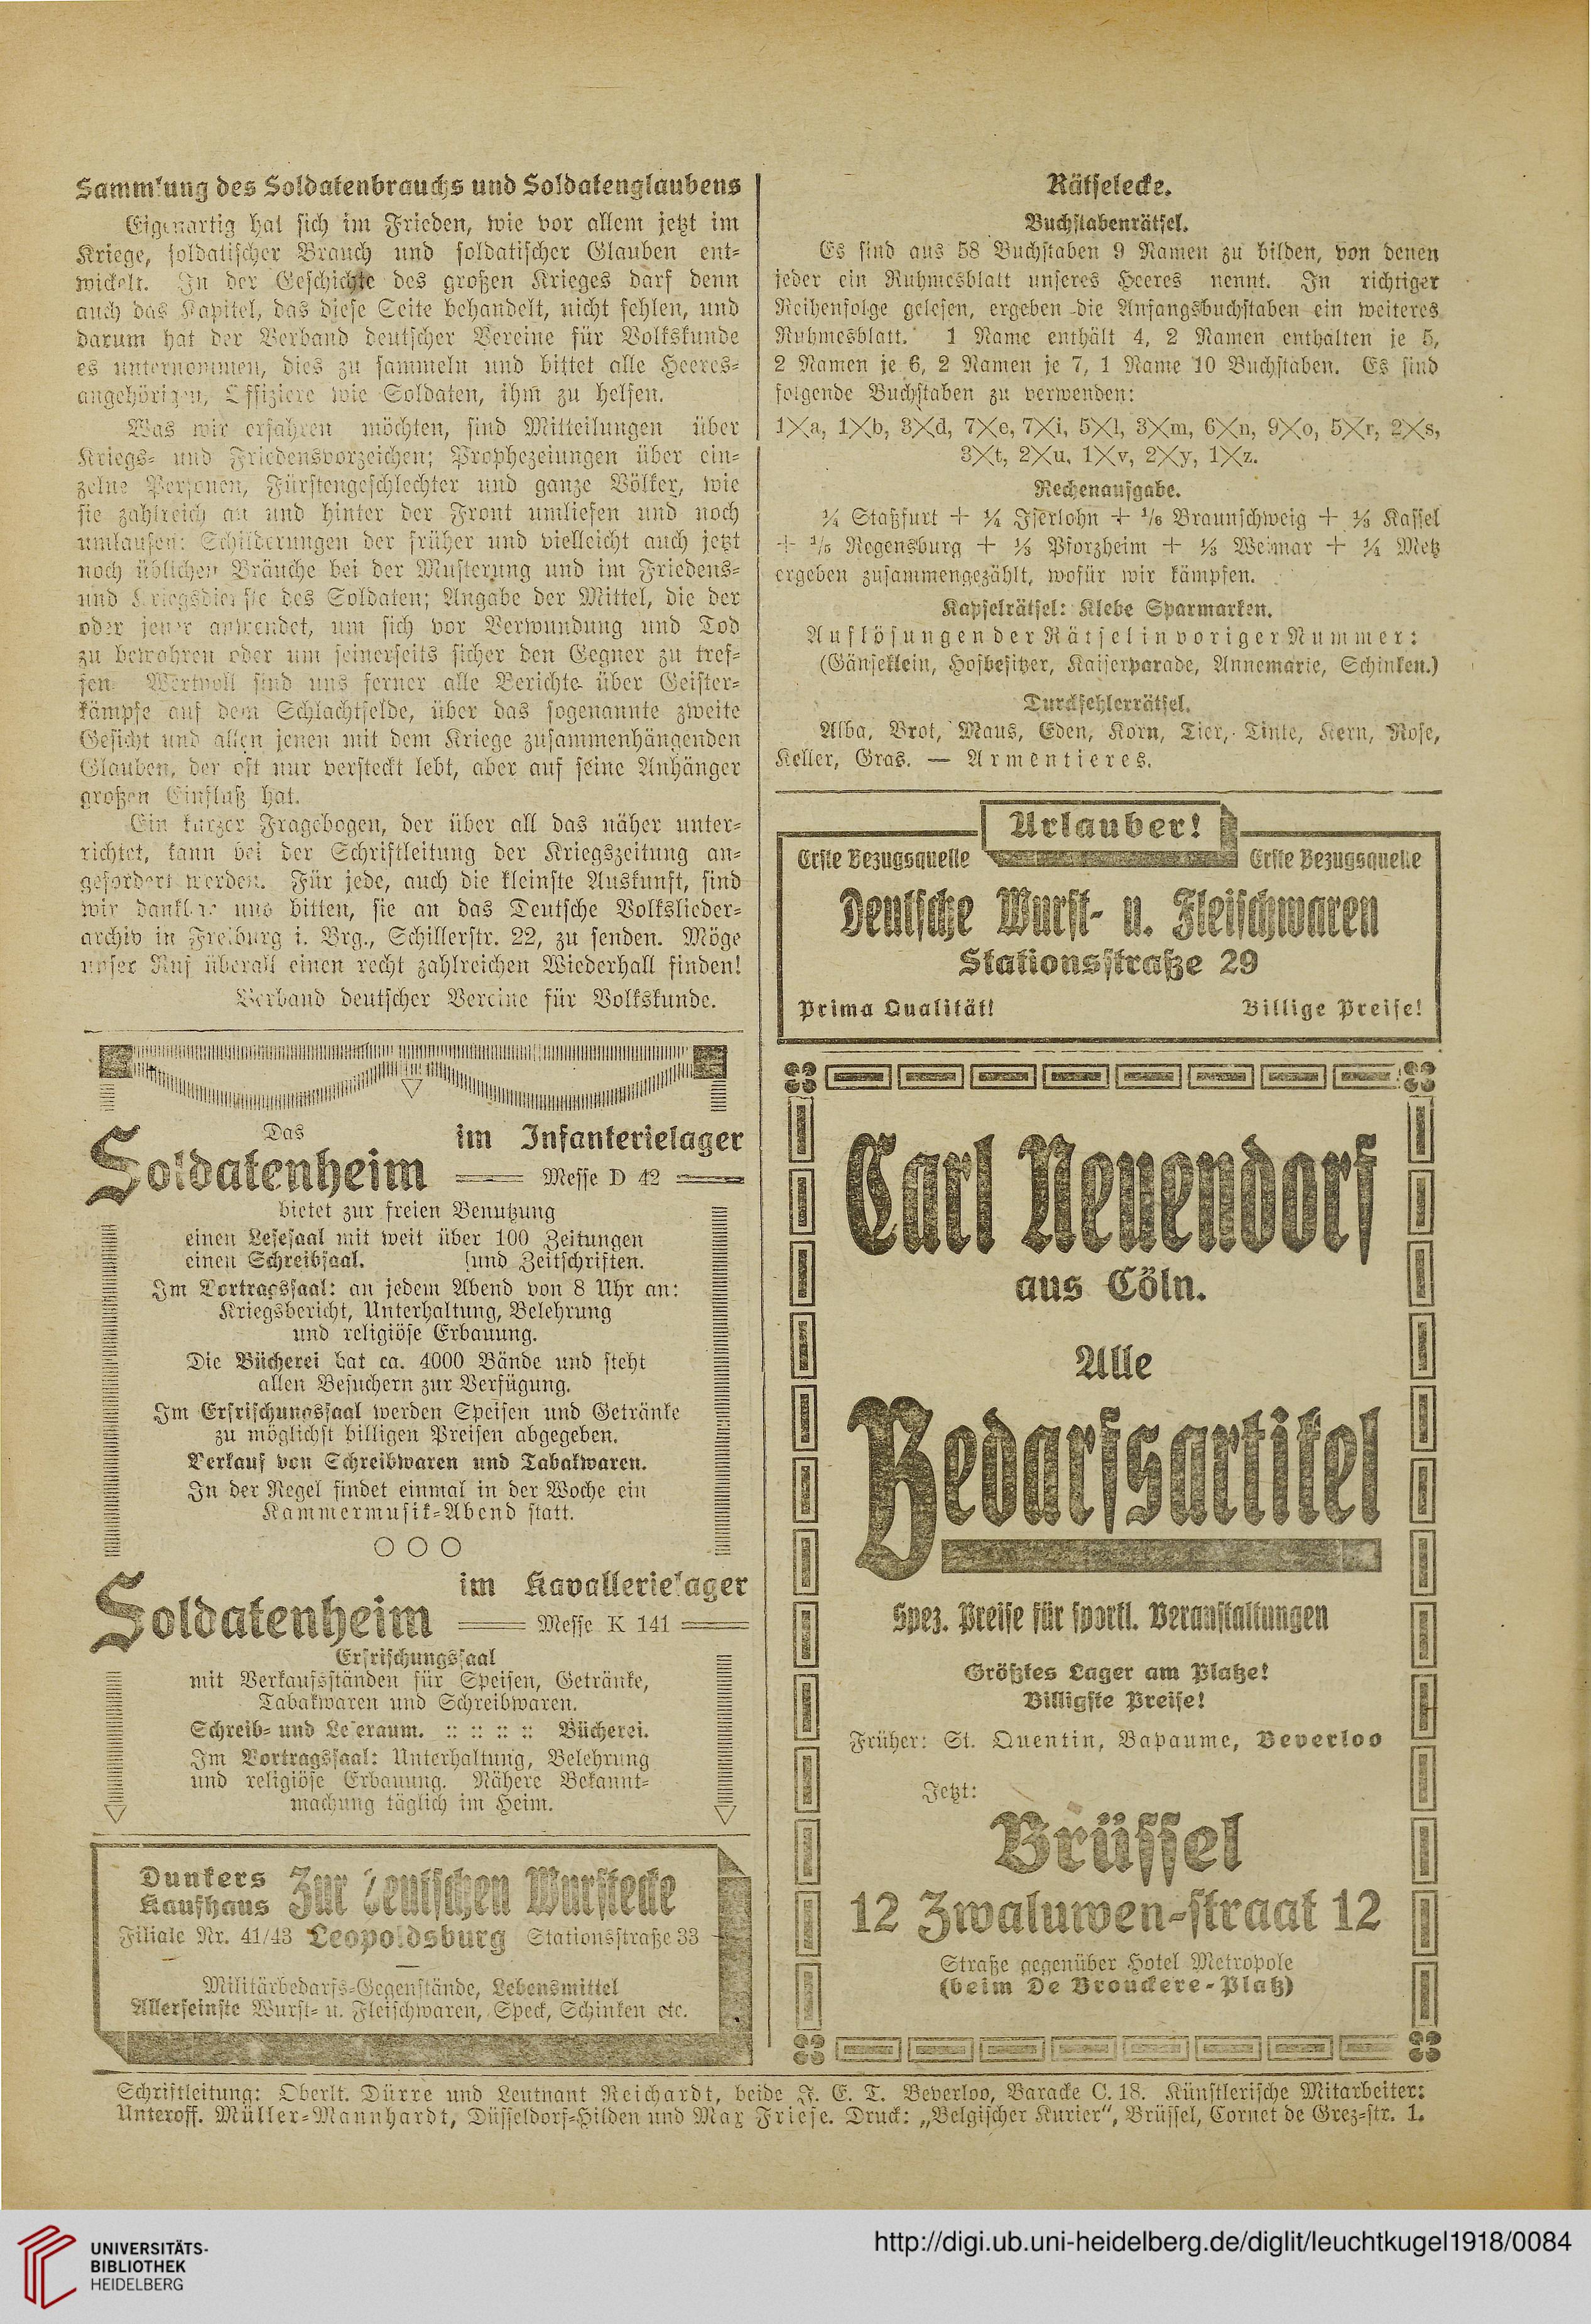 Sammlung des Soldatenbrauchs und Soldatenglaubens
Eigenartig hat sich im Frieden, wie vor allem jetzt im
Kriege, soldatischer Brauch und soldatischer Glauben ent-
wickelt. In der Geschichte des großen Krieges darf denn
auch das Kapitel, das diese Seite behandelt, nicht fehlen, und
darum hat der Verband deutscher Vereine für Volkskunde
es unternommen, dies zu sammeln und bittet alle Heeres-
angehörigen, Offiziere wie Soldaten, ihm zu helfen.
Was wir erfahren möchten, sind Mitteilungen über
Kriegs- und Friedensvorzeichen; Prophezeiungen über ein-
zelne Personen, Fürstengeschlechter und ganze Völker, wie
sie zahlreich an und hinter der Front umliefen und noch
umlaufen: Schilderungen der früher und vielleicht auch jetzt
noch üblichen Bräuche bei der Musterung und im Friedens-
und Kriegsdienste des Soldaten; Angabe der Mittel, die der
oder jener anwendet, um sich vor Verwundung und Tod
zu bewahren oder um seinerseits sicher den Gegner zu tref-
fen. Wertvoll sind uns ferner alle Berichte über Geister-
kämpfe auf dem Schlachtfelde, über das sogenannte zweite
Gesicht und allen jenen mit dem Kriege zusammenhängenden
Glauben, der oft nur versteckt lebt, aber auf seine Anhänger
großen Einfluß hat.
Ein kurzer Fragebogen, der über all das näher unter-
richtet, kann bei der Schriftleitung der Kriegszeitung an-
gefordert werden. Für jede, auch die kleinste Auskunft, sind
wir dankbar und bitten, sie an das Deutsche Volkslieder-
archiv in Freiburg i. Brg., Schillerstr. 22, zu senden. Möge
unser Ruf überall einen recht zahlreichen Wiederhall finden!
Verband deutscher Vereine für Volkskunde.
Das
Soldatenheim
im Infanterielager
Messe D 42
bietet zur freien Benutzung
einen Lesesaal mit weit über 100 Zeitungen
einen Schreibsaal. [und Zeitschriften.
Im Vortragssaal: an jedem Abend von 8 Uhr an:
Kriegsbericht, Unterhaltung, Belehrung
und religiöse Erbauung.
Die Bücherei hat ca. 4000 Bände und steht
allen Besuchern zur Verfügung.
Im Erfrischungssaal werden Speisen und Getränke
zu möglichst billigen Preisen abgegeben.
Verkauf von Schreibwaren und Tabakwaren.
In der Regel findet einmal in der Woche ein
Kammermusik-Abend statt.
Soldatenheim
im Kavallerielager
Messe K 141
Erfrischungssaal
mit Verkaufsständen für Speisen, Getränke,
Tabakwaren und Schreibwaren.
Schreib- und Leseraum. :: :: :: :: Bücherei.
Im Vortragssaal: Unterhaltung, Belehrung
und religiöse Erbauung. Nähere Bekannt-
machung täglich im Heim.
Dunkers
Kaufhaus
Zur Deutschen Wurstecke
Filiale Nr. 41/43 Leopoldsburg Stationsstraße 33
Militärbedarfs-Gegenstände, Lebensmittel
Allerfeinste Wurst- u. Fleischwaren, Speck, Schinken etc.
Rätselecke.
Buchstabenrätsel.
Es sind aus 58 Buchstaben 9 Namen zu bilden, von denen
jeder ein Ruhmesblatt unseres Heeres nennt. In richtiger
Reihenfolge gelesen, ergeben die Anfangsbuchstaben ein weiteres
Ruhmesblatt. 1 Name enthält 4, 2 Namen enthalten je 5,
2 Namen je 6, 2 Namen je 7, 1 Name 10 Buchstaben. Es sind
folgende Buchstaben zu verwenden:
1×a, 1×b, 3×d, 7×e, 7×i, 5×l, 3×m, 6×n, 9×o, 5×r, 2×s,
3×t, 2×u, 1×v, 2×y, 1×z.
Rechenaufgabe.
¼ Staßfurt + ¼ Iserlohn + ⅙ Braunschweig + ⅓ Kassel
+ ⅕ Regensburg + ⅓ Pforzheim + ⅓ Weimar + ¼ Metz
ergeben zusammengezählt, wofür wir kämpfen.
Kapselrätsel: Klebe Sparmarken.
Auflösungen der Rätsel in voriger Nummer:
(Gänseklein, Hofbesitzer, Kaiserparade, Annemarie, Schinken.)
Durckfehlerrätsel.
Alba, Brot, Maus, Eden, Korn, Tier, Tinte, Kern, Rose,
Keller, Gras. — Armentieres.
Urlauber!
Erste Bezugsquelle Erste Bezugsquelle
Deutsche Wurst- u. Fleischwaren
Stationsstraße 29
Prima Qualität! Billige Preise!
Carl Neuendorf
aus Cöln.
Alle
Bedarfsartikel
Spez. Preise für sportl. Veranstaltungen
Größtes Lager am Platze!
Billigste Preise!
Früher: St. Quentin, Bapaume, Beverloo
Jetzt:
Brüssel
12 Zwaluwen-straat 12
Straße gegenüber Hotel Metropole
(beim De Brouckere-Platz)
Schriftleitung: Oberlt. Dürre und Leutnant Reichardt, beide J. E. T. Beverloo, Baracke C. 18. Künstlerische Mitarbeiter:
Unteroff. Müller-Mannhardt, Düsseldorf-Hilden und Max Friese. Druck: „Belgischer Kurier“, Brüssel, Cornet de Grez-str. 1.
UNIVERSITÄTS-
BIBLIOTHEK
HEIDELBERG
http://digi.ub.uni-heidelberg.de/diglit/leuchtkugel1918/0084